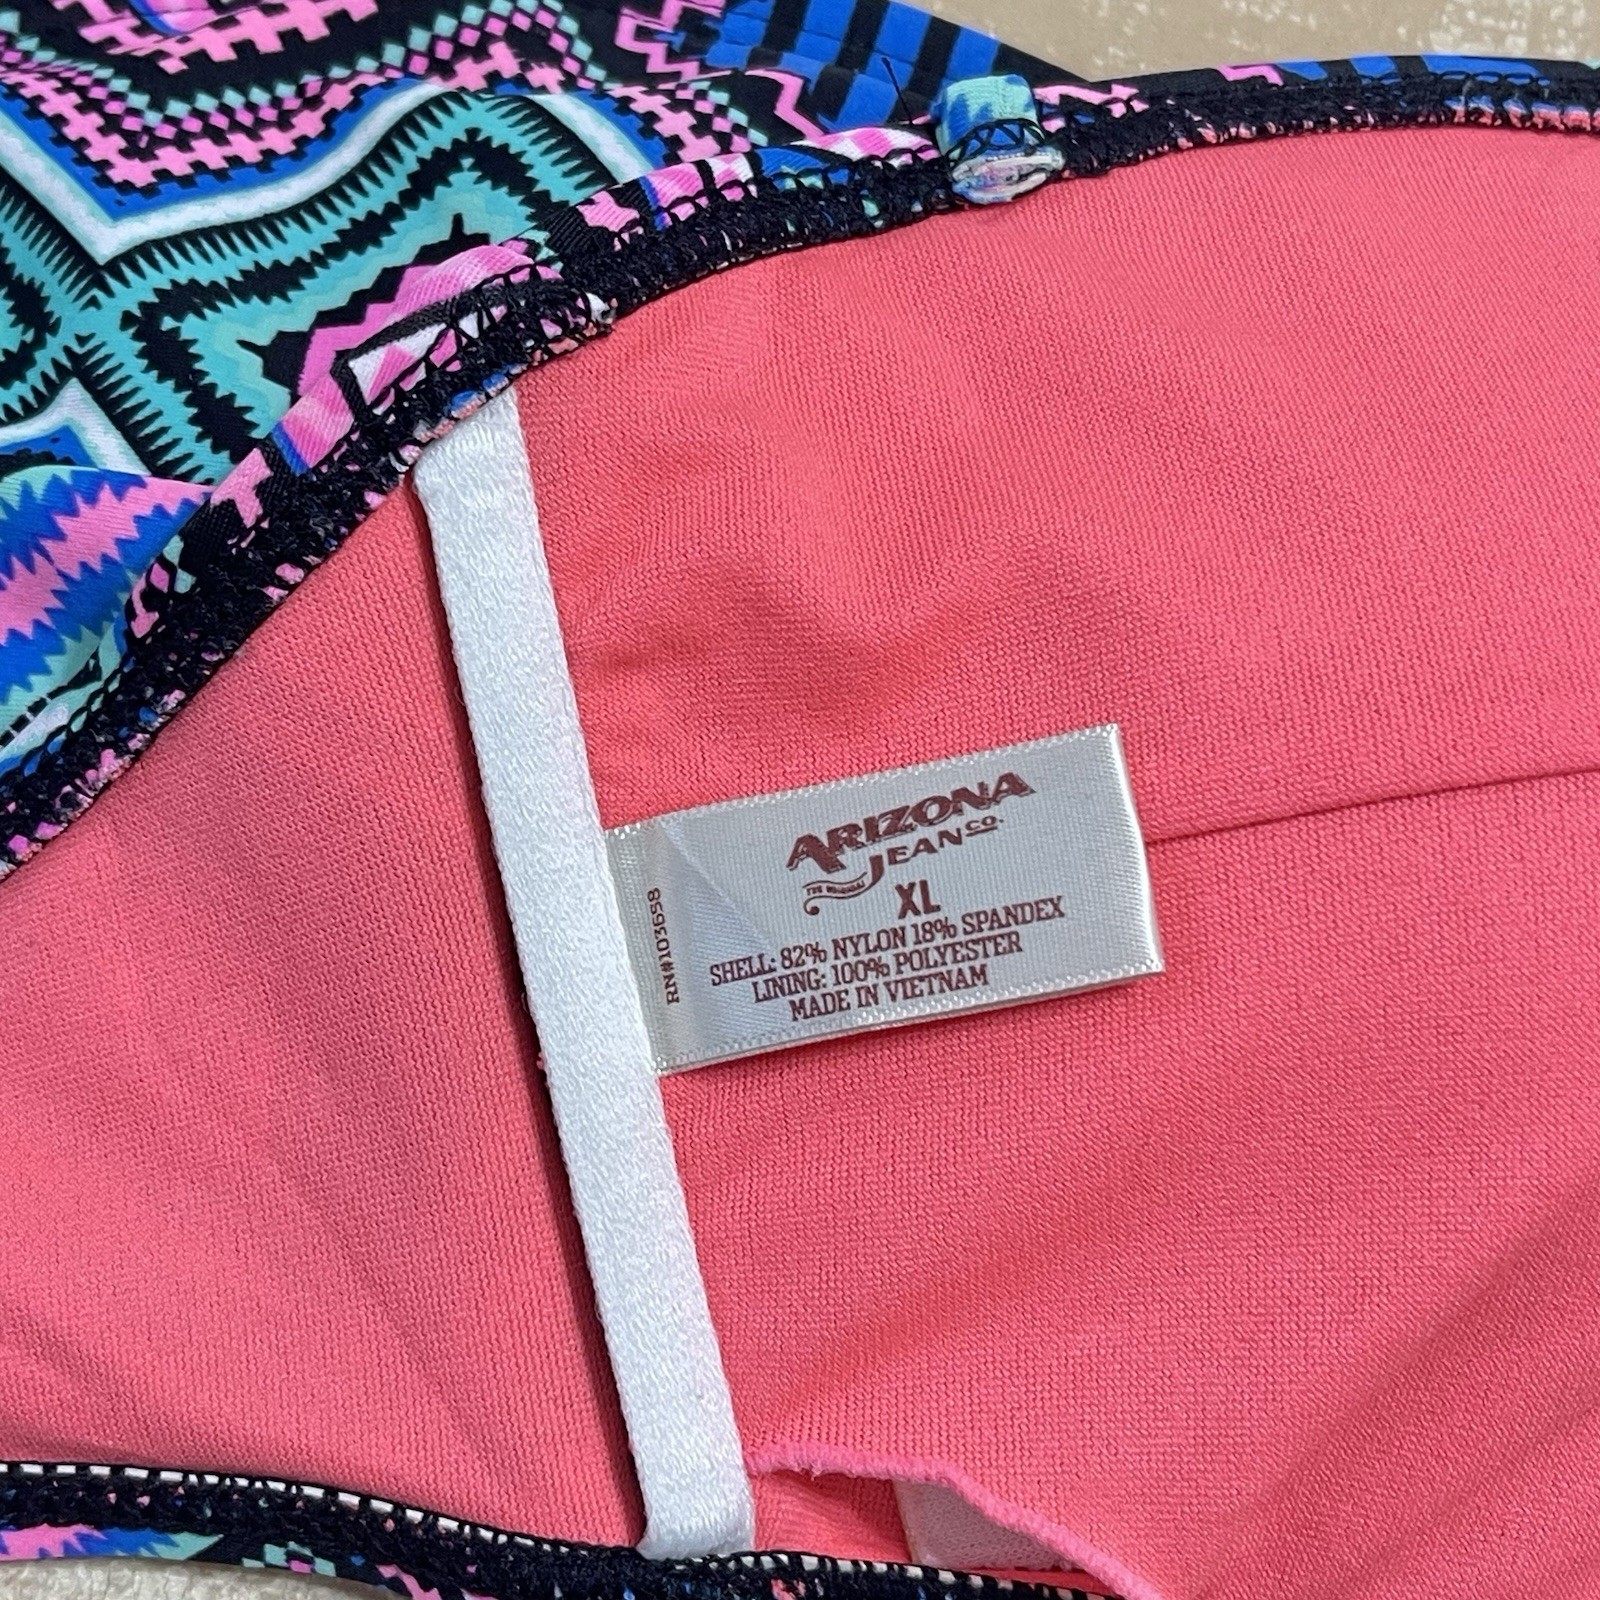 ARIZONA
JEAN CO.
XL
SHELL: 82% NYLON 18% SPANDEX
LINING: 100% POLYESTER
MADE IN VIETNAM
RN#103658